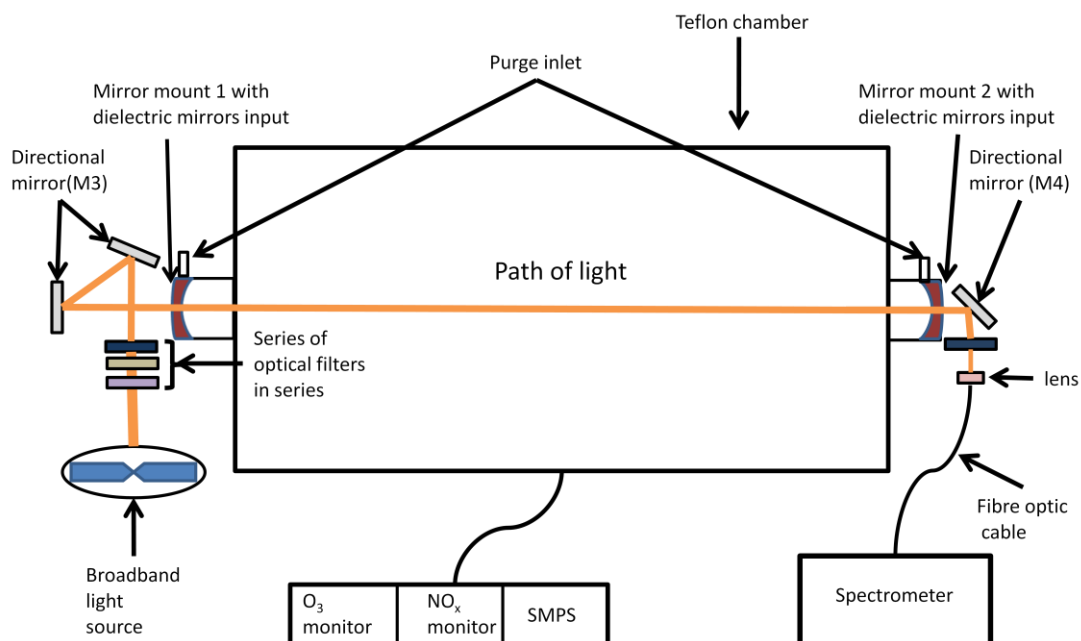 Teflon chamber
Purge inlet
Mirror mount 1 with
dielectric mirrors input
Mirror mount 2 with
dielectric mirrors input
Directional
mirror(M3)
Directional
mirror (M4)
Path of light
Series of
optical filters
in series
lens
Fibre optic
cable
Broadband
light
source
O3
monitor
NOx
monitor
SMPS
Spectrometer